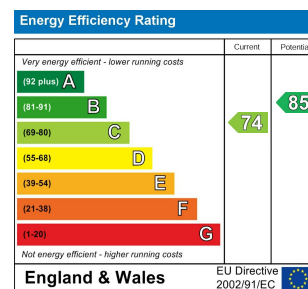 Energy Efficiency Rating
Current Potentia
Very energy efficient - lower running costs
(92 plus) A
(81-91) B 85
(69-80) C 74
(55-68) D
(39-54) E
(21-38) F
(1-20) G
Not energy efficient - higher running costs
England & Wales
EU Directive
2002/91/EC